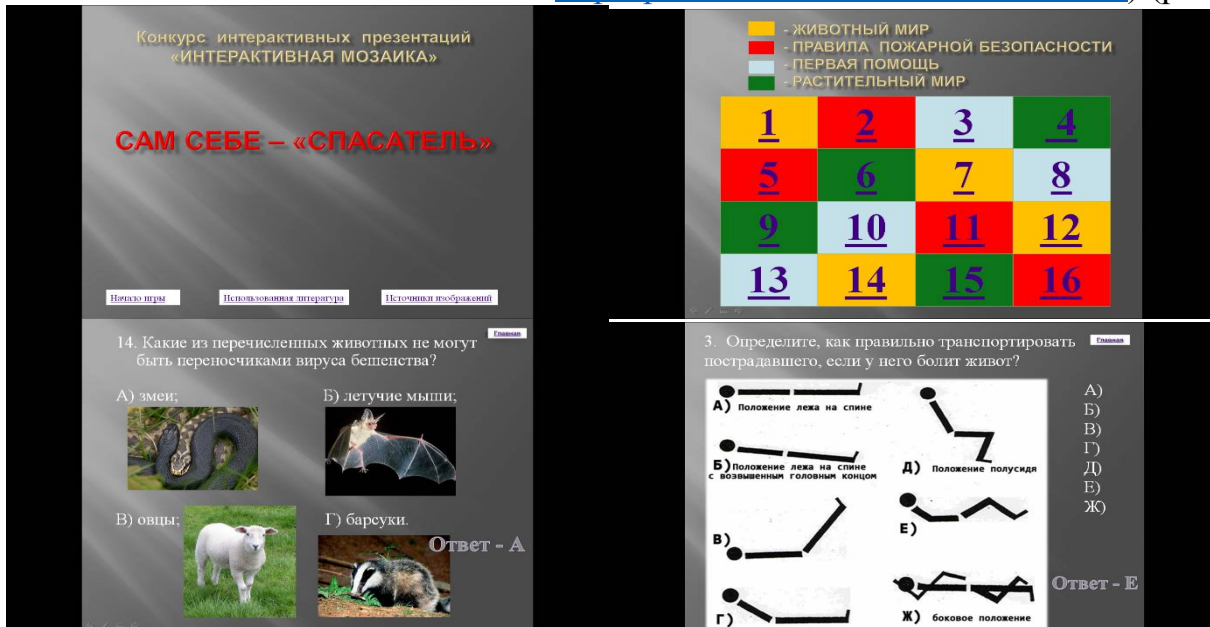 Конкурс интерактивных презентаций
«ИНТЕРАКТИВНАЯ МОЗАИКА»
САМ СЕБЕ – «СПАСАТЕЛЬ»
Начало игры
Использованная литература
Источники изображений
- ЖИВОТНЫЙ МИР
- ПРАВИЛА ПОЖАРНОЙ БЕЗОПАСНОСТИ
- ПЕРВАЯ ПОМОЩЬ
- РАСТИТЕЛЬНЫЙ МИР
1 2 3 4
5 6 7 8
9 10 11 12
13 14 15 16
Главная
14. Какие из перечисленных животных не могут
быть переносчиками вируса бешенства?
А) змеи;
Б) летучие мыши;
В) овцы;
Г) барсуки.
Ответ - А
Главная
3. Определите, как правильно транспортировать
пострадавшего, если у него болит живот?
А) Положение лежа на спине
Б) Положение лежа на спине
с возвышенным головным концом
В)
Г)
Д) Положение полусидя
Е)
Ж) боковое положение
А)
Б)
В)
Г)
Д)
Е)
Ж)
Ответ - Е